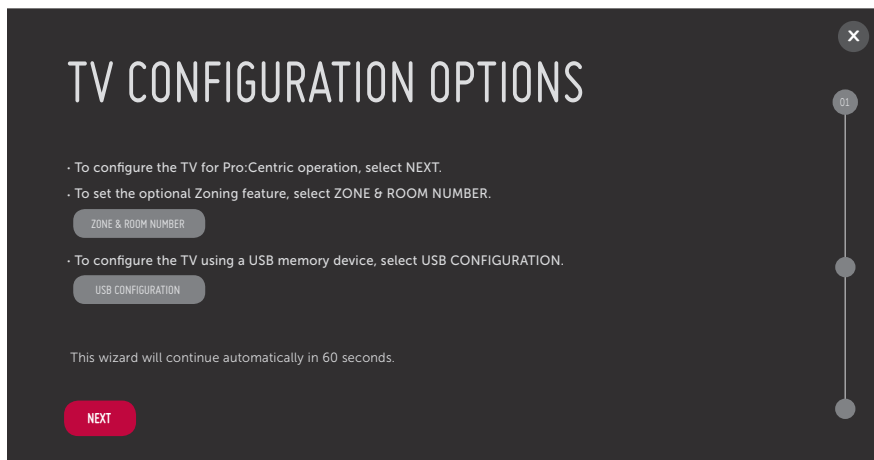 X
TV CONFIGURATION OPTIONS
01
· To configure the TV for Pro:Centric operation, select NEXT.
· To set the optional Zoning feature, select ZONE & ROOM NUMBER.
ZONE & ROOM NUMBER
· To configure the TV using a USB memory device, select USB CONFIGURATION.
USB CONFIGURATION
This wizard will continue automatically in 60 seconds.
NEXT